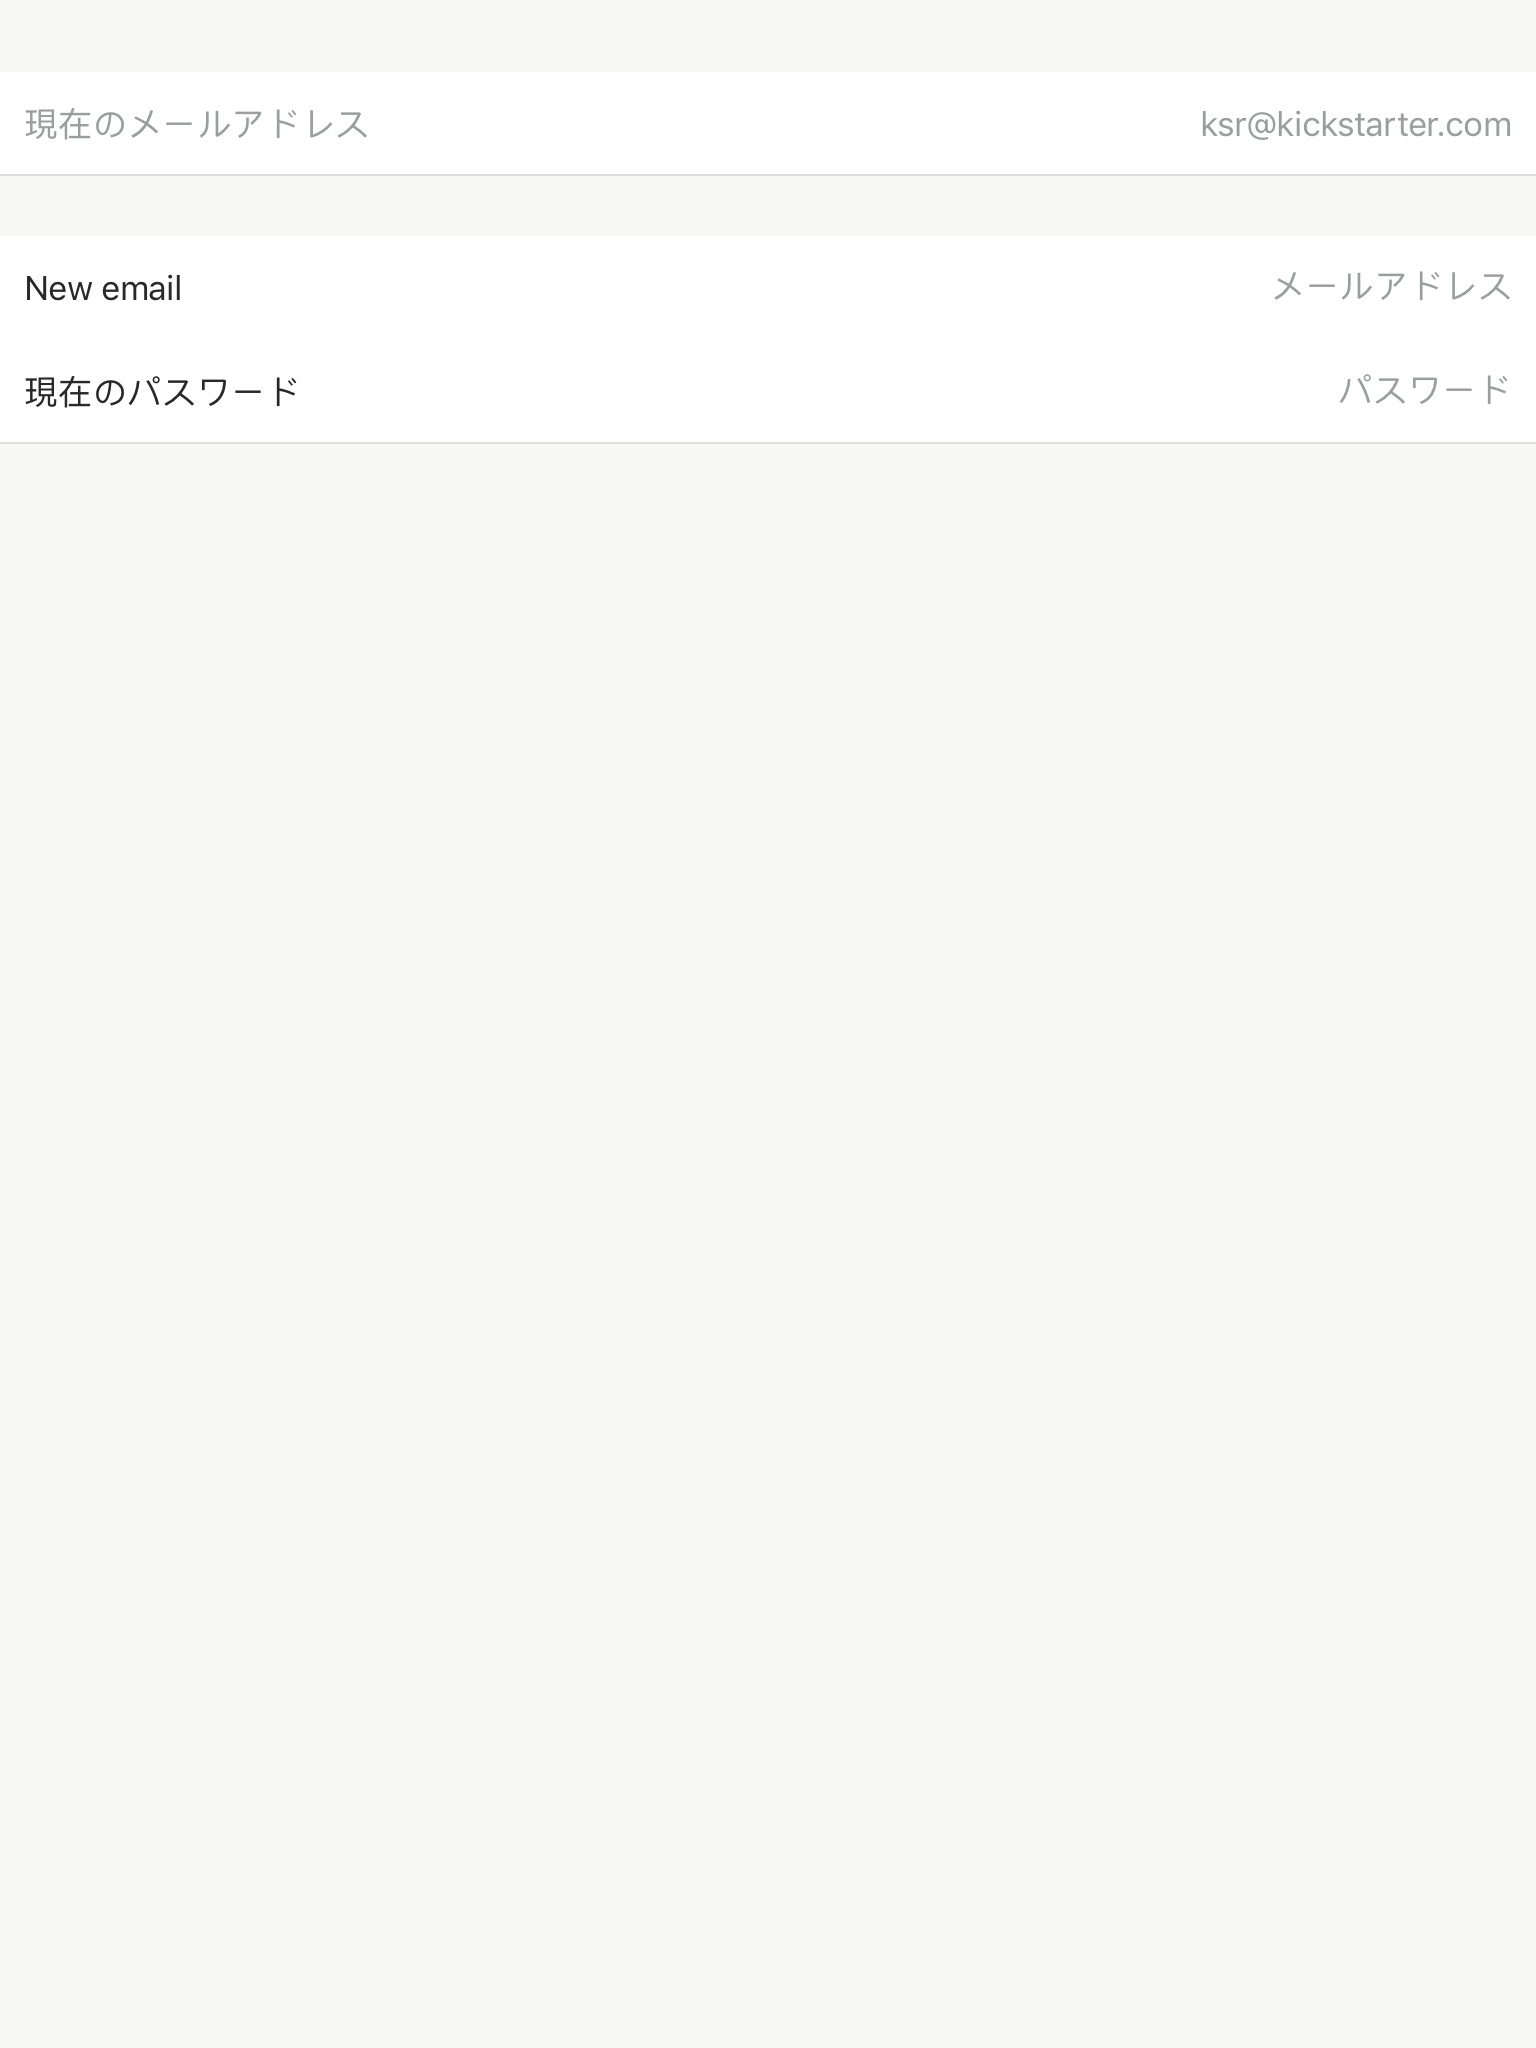 現在のメールアドレス ksr@kickstarter.com
New email メールアドレス
現在のパスワード パスワード